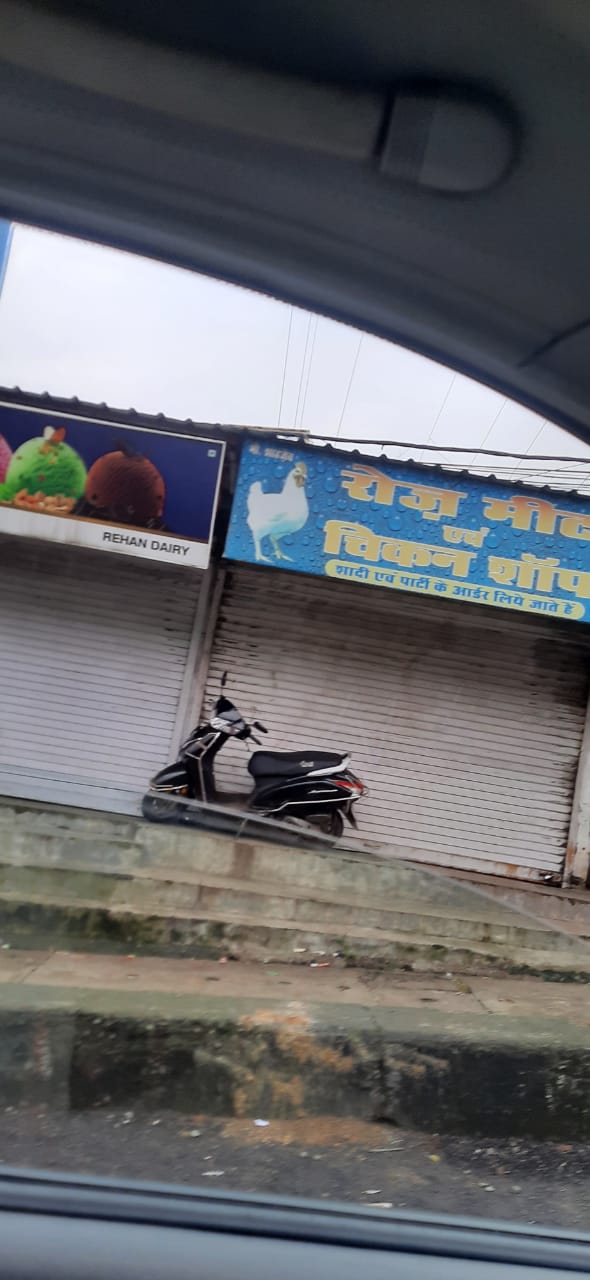 REHAN DAIRY
रोज़ मीट
एवं
चिकन शॉप
शादी एवं पार्टी के आर्डर लिये जाते हे